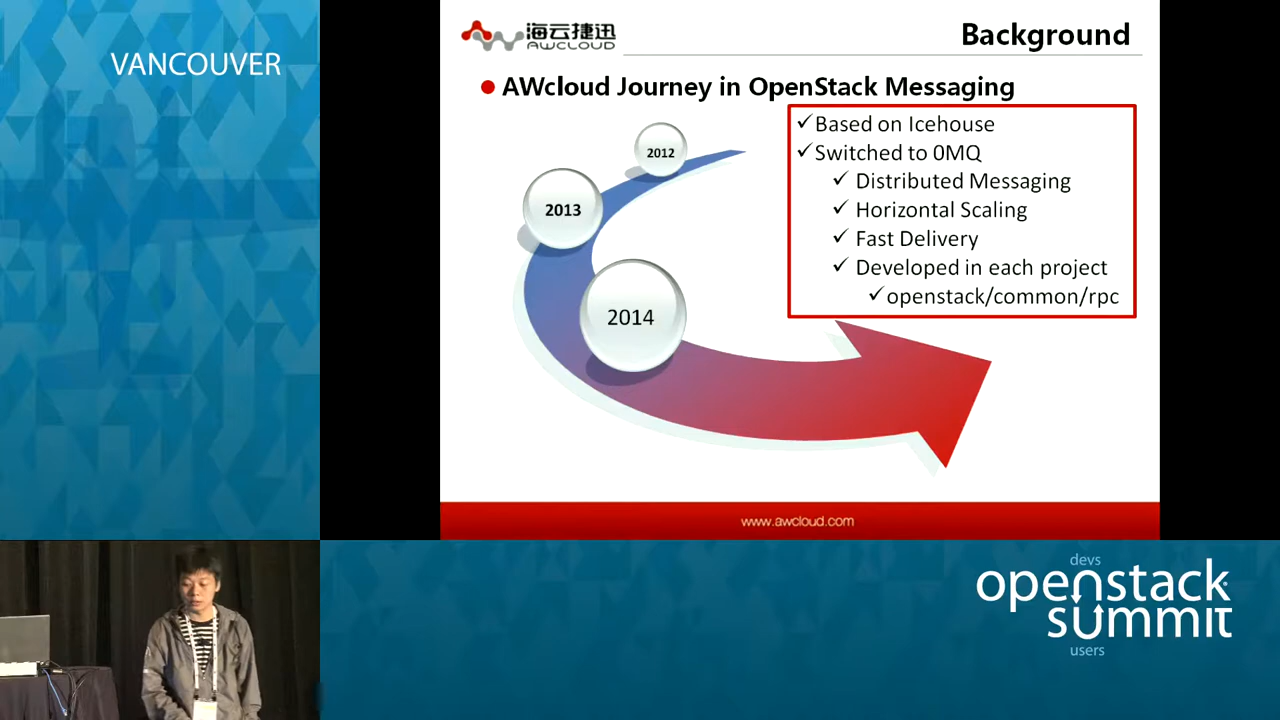 VANCOUVER
海云捷迅
AWCLOUD
Background
AWcloud Journey in OpenStack Messaging
2012
2013
2014
Based on Icehouse
Switched to 0MQ
Distributed Messaging
Horizontal Scaling
Fast Delivery
Developed in each project
openstack/common/rpc
www.awcloud.com
devs
openstack
summit
users